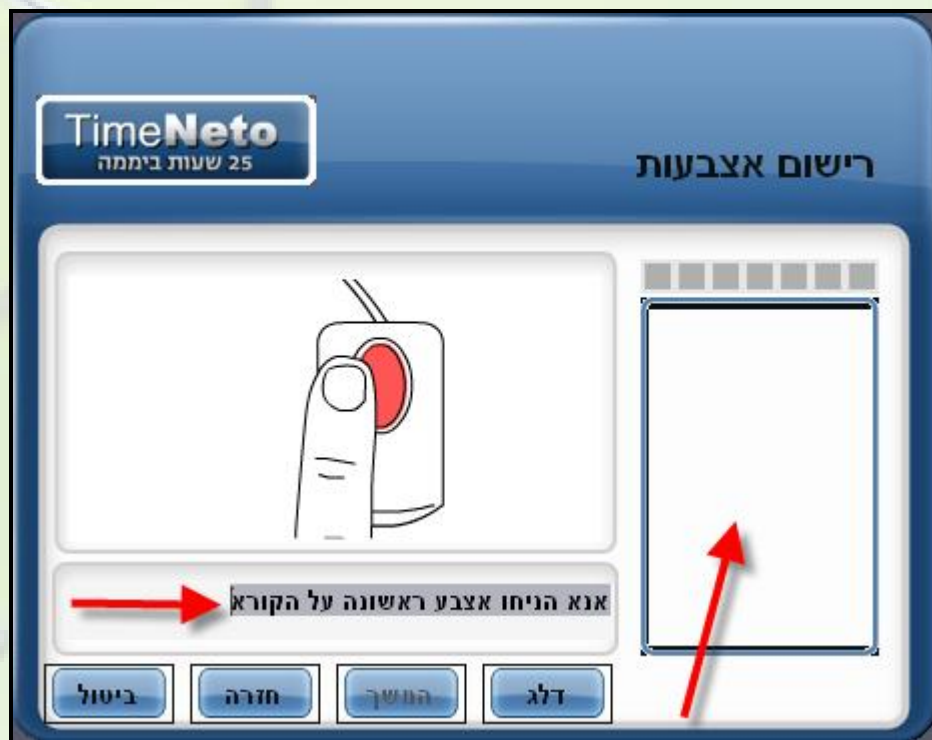 TimeNeto
25 שעות ביממה
רישום אצבעות
אנא הניחו אצבע ראשונה על הקורא
דלג
המשך
חזרה
ביטול